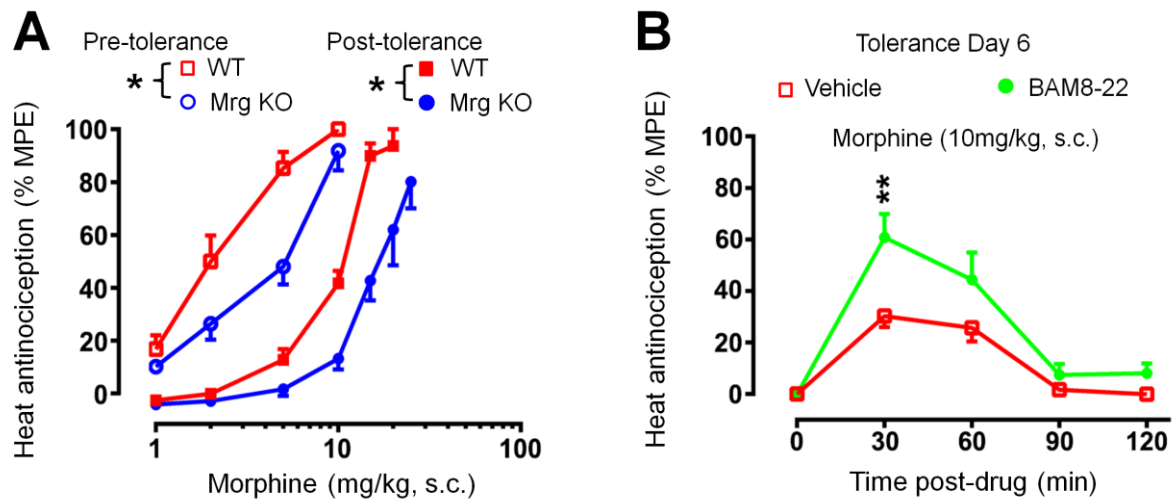 A
Pre-tolerance
Post-tolerance
* WT
Mrg KO
* WT
Mrg KO
Heat antinociception (% MPE)
100
80
60
40
20
0
1
10
100
Morphine (mg/kg, s.c.)
B
Tolerance Day 6
Vehicle
BAM8-22
Morphine (10mg/kg, s.c.)
**
Heat antinociception (% MPE)
100
80
60
40
20
0
0
30
60
90
120
Time post-drug (min)